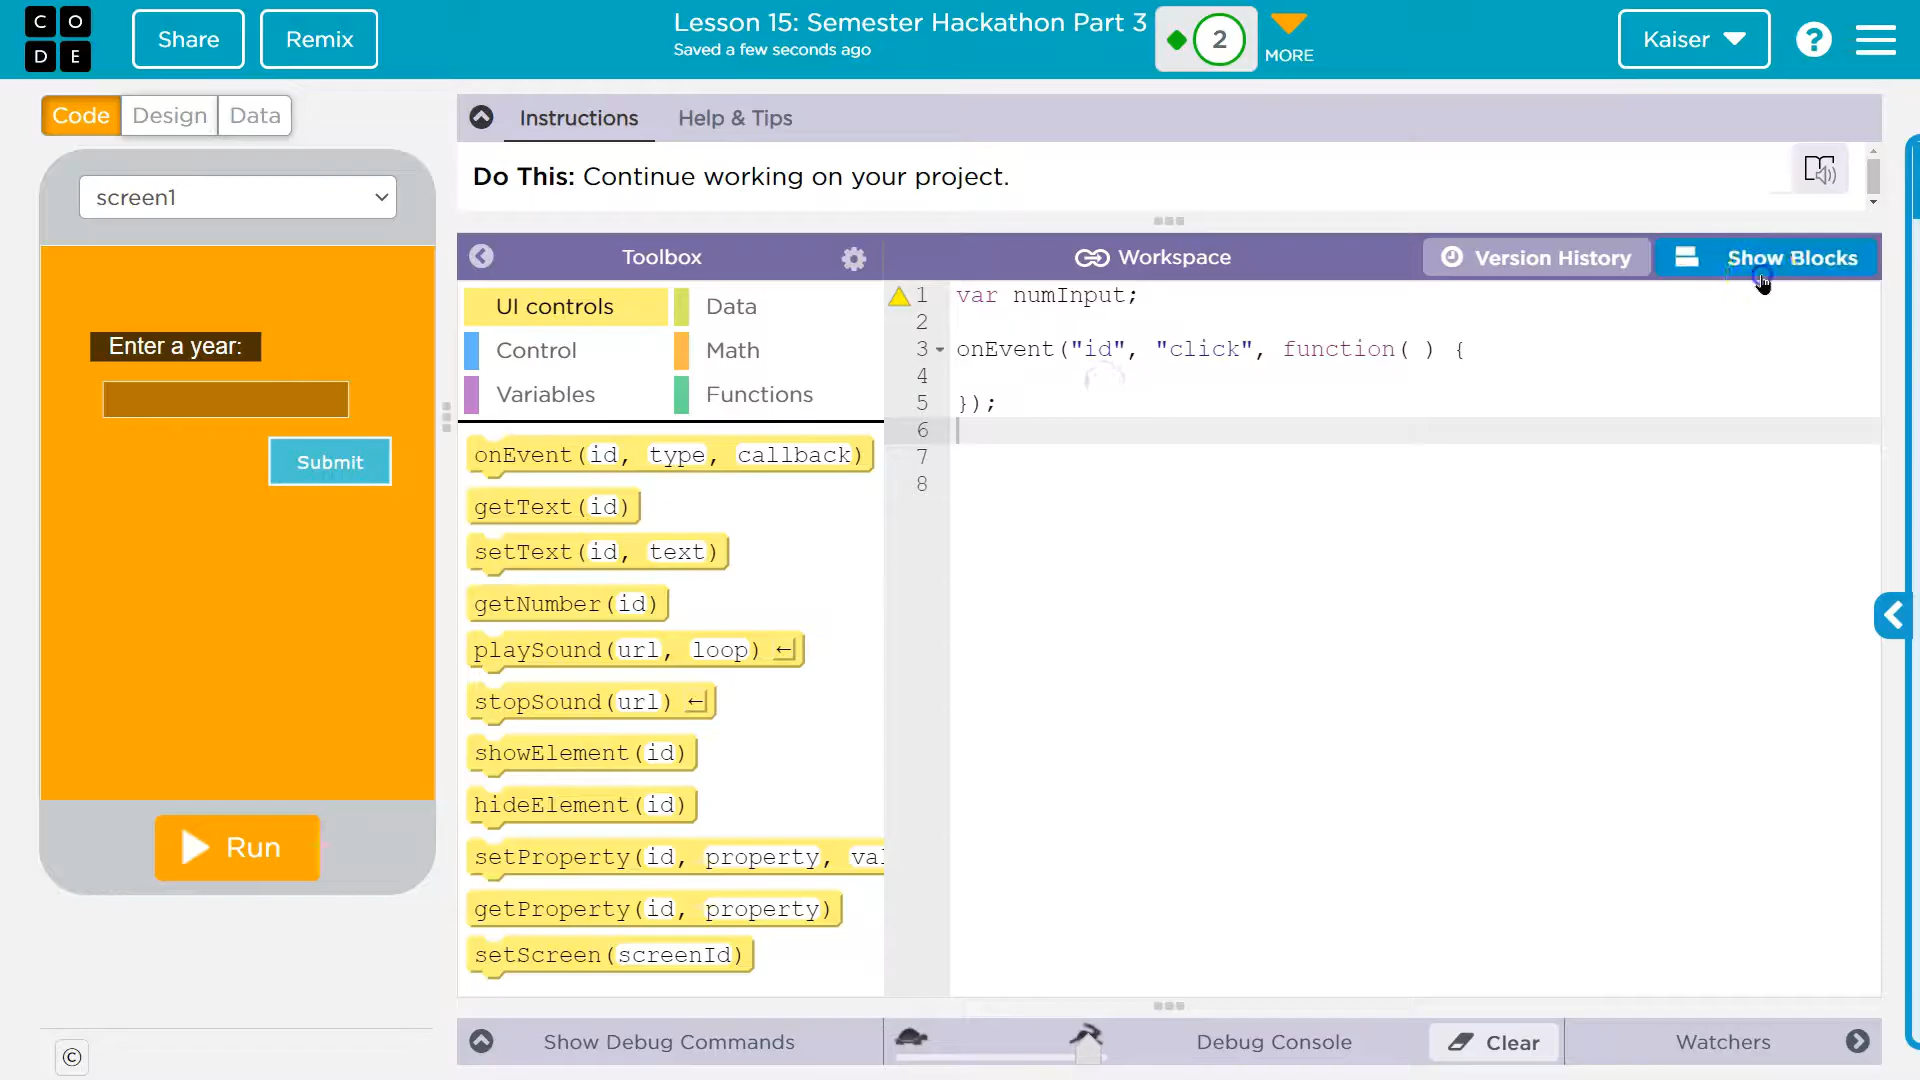 C O
D E
Share
Remix
Lesson 15: Semester Hackathon Part 3
Saved a few seconds ago
2
MORE
Kaiser
?
Code
Design
Data
Instructions
Help & Tips
Do This: Continue working on your project.
screen1
Enter a year:
Submit
Run
©
Toolbox
Workspace
Version History
Show Blocks
UI controls
Data
Control
Math
Variables
Functions
onEvent(id, type, callback)
getText(id)
setText(id, text)
getNumber(id)
playSound(url, loop) ←
stopSound(url) ←
showElement(id)
hideElement(id)
setProperty(id, property, val
getProperty(id, property)
setScreen(screenId)
1 var numInput;
2
3 onEvent("id", "click", function( ) {
4
5 });
6
7
8
Show Debug Commands
Debug Console
Clear
Watchers